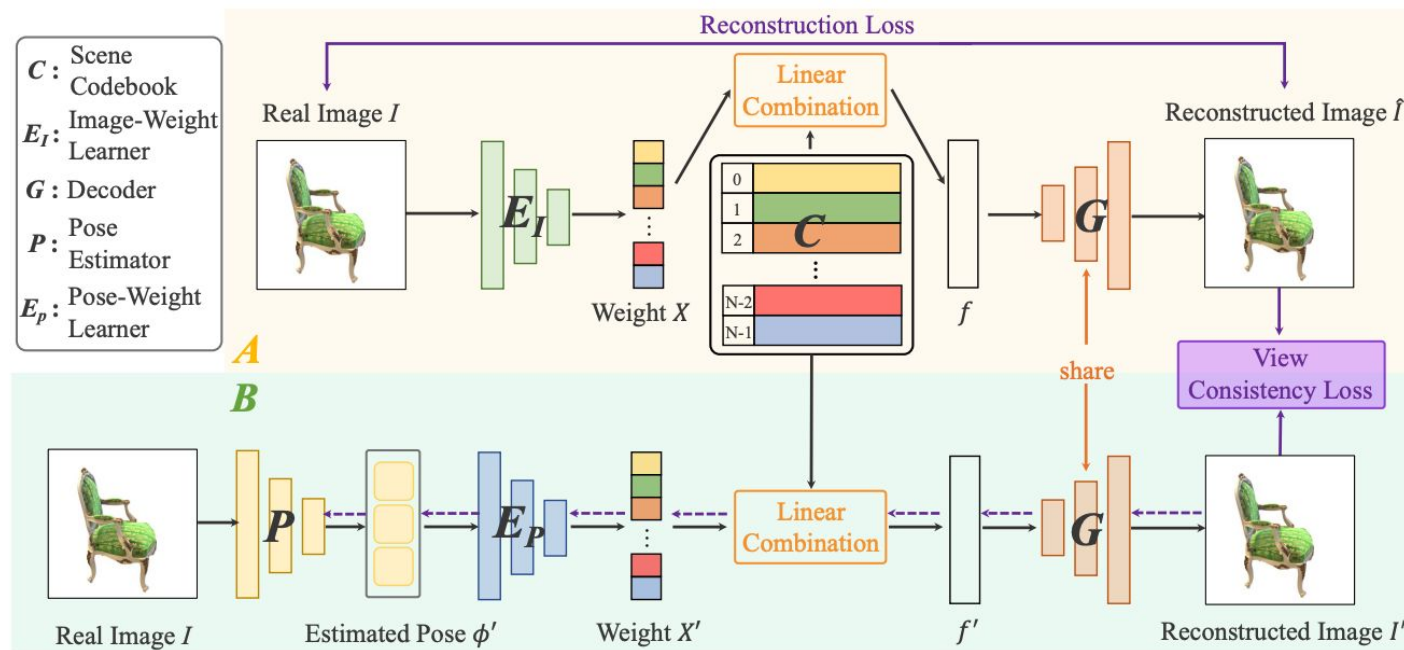 C: Scene
Codebook
E_I: Image-Weight
Learner
G: Decoder
P: Pose
Estimator
E_p: Pose-Weight
Learner
Reconstruction Loss
Real Image I
Linear
Combination
Reconstructed Image Î
E_I
0
1
2
C
⋮
⋮
N-2
N-1
G
Weight X
f
A
share
View
Consistency Loss
B
P
E_P
⋮
Linear
Combination
G
Real Image I
Estimated Pose ϕ′
Weight X′
f′
Reconstructed Image I′